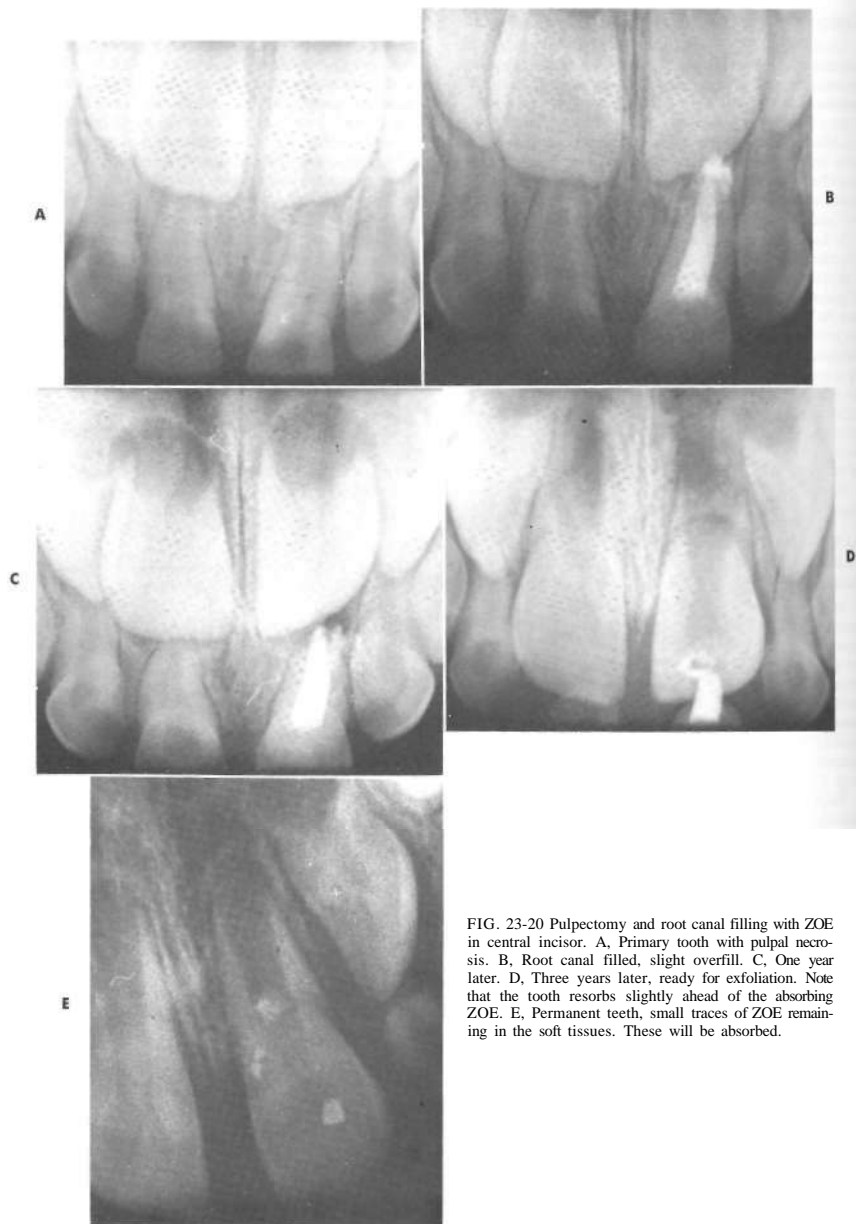 A
B
C
D
E
FIG. 23-20 Pulpectomy and root canal filling with ZOE
in central incisor. A, Primary tooth with pulpal necro-
sis. B, Root canal filled, slight overfill. C, One year
later. D, Three years later, ready for exfoliation. Note
that the tooth resorbs slightly ahead of the absorbing
ZOE. E, Permanent teeth, small traces of ZOE remain-
ing in the soft tissues. These will be absorbed.